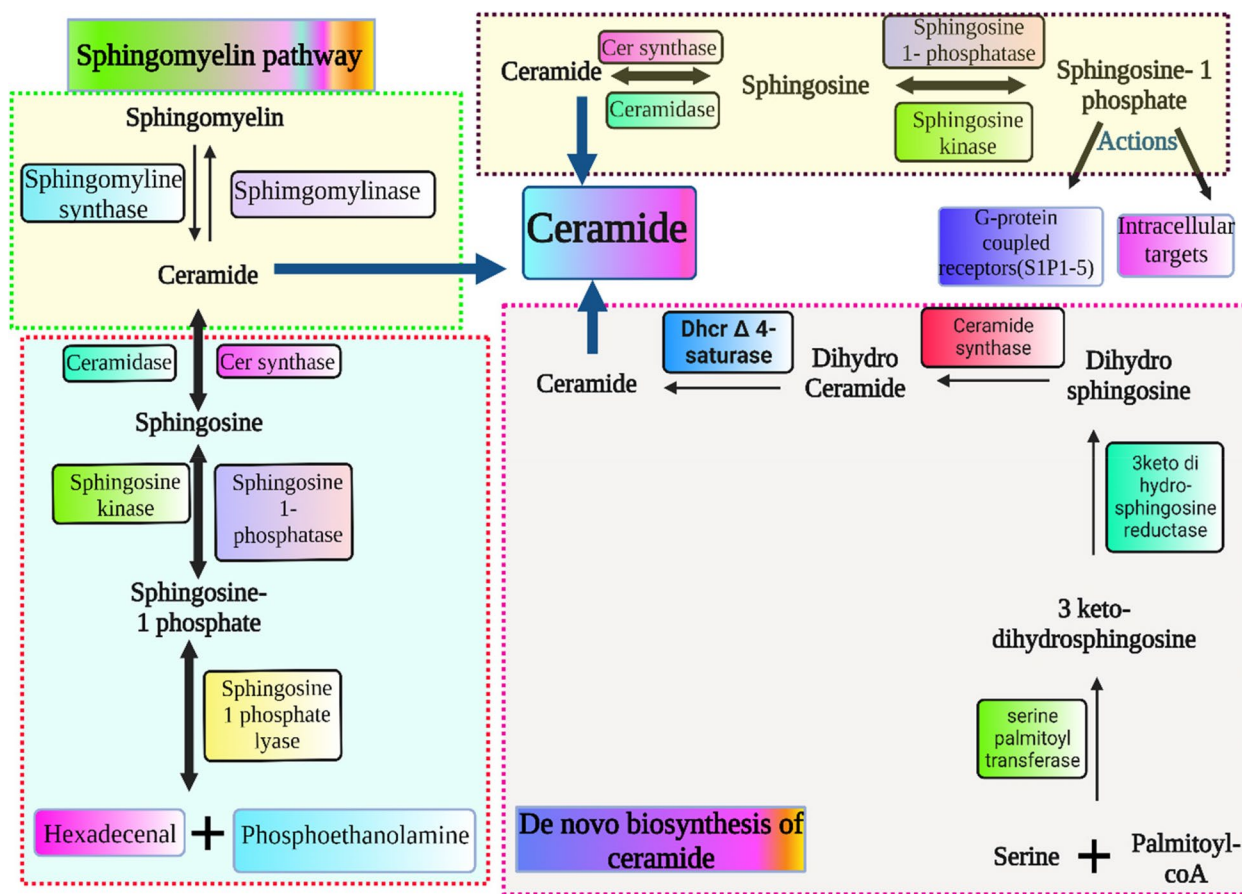 Sphingomyelin pathway
Sphingomyelin
Sphingomyline
synthase
Sphimgomylinase
Ceramide
Ceramidase
Cer synthase
Sphingosine
Sphingosine
kinase
Sphingosine
1-
phosphatase
Sphingosine-
1 phosphate
Sphingosine
1 phosphate
lyase
Hexadecenal
+
Phosphoethanolamine
Ceramide
Cer synthase
Ceramidase
Sphingosine
Sphingosine
1- phosphatase
Sphingosine
kinase
Sphingosine- 1
phosphate
Actions
G-protein
coupled
receptors(S1P1-5)
Intracellular
targets
Ceramide
Ceramide
Dhcr Δ 4-
saturase
Dihydro
Ceramide
Ceramide
synthase
Dihydro
sphingosine
3keto di
hydro-
sphingosine
reductase
3 keto-
dihydrosphingosine
serine
palmitoyl
transferase
Serine
+
Palmitoyl-
coA
De novo biosynthesis of
ceramide